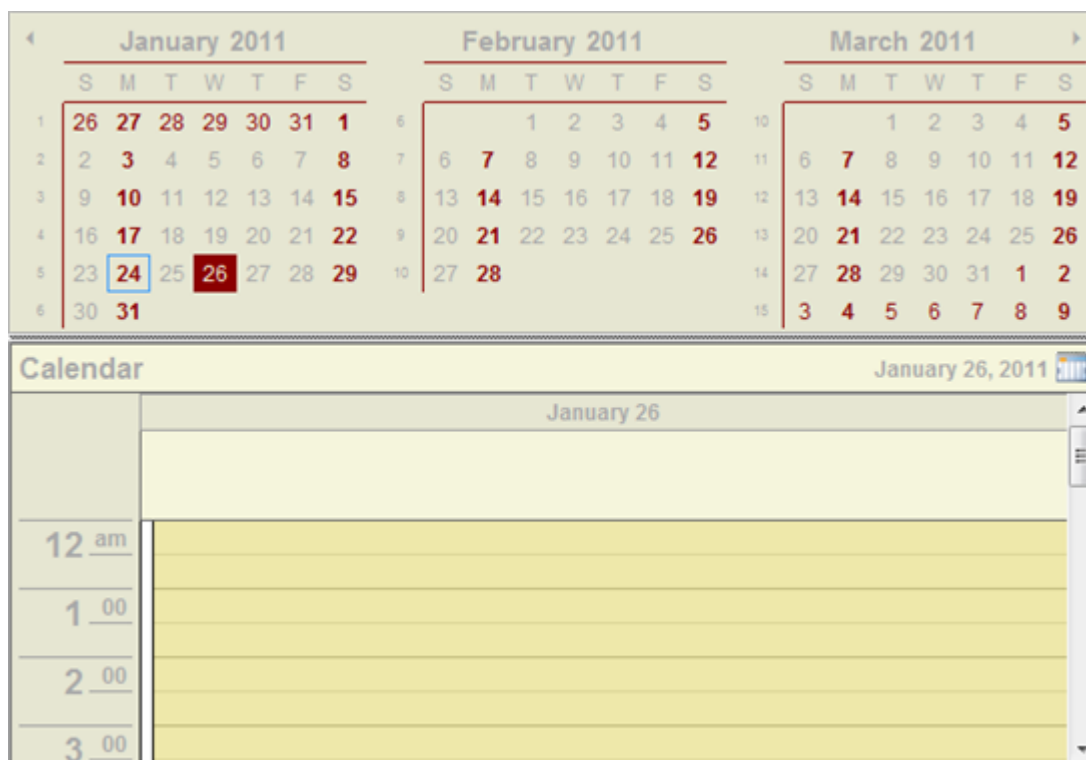 January 2011 February 2011 March 2011
S M T W T F S S M T W T F S S M T W T F S
1 26 27 28 29 30 31 1 6 1 2 3 4 5 10 1 2 3 4 5
2 2 3 4 5 6 7 8 7 6 7 8 9 10 11 12 11 6 7 8 9 10 11 12
3 9 10 11 12 13 14 15 8 13 14 15 16 17 18 19 12 13 14 15 16 17 18 19
4 16 17 18 19 20 21 22 9 20 21 22 23 24 25 26 13 20 21 22 23 24 25 26
5 23 24 25 26 27 28 29 10 27 28 14 27 28 29 30 31 1 2
6 30 31 15 3 4 5 6 7 8 9
Calendar January 26, 2011
January 26
12 am
1 00
2 00
3 00